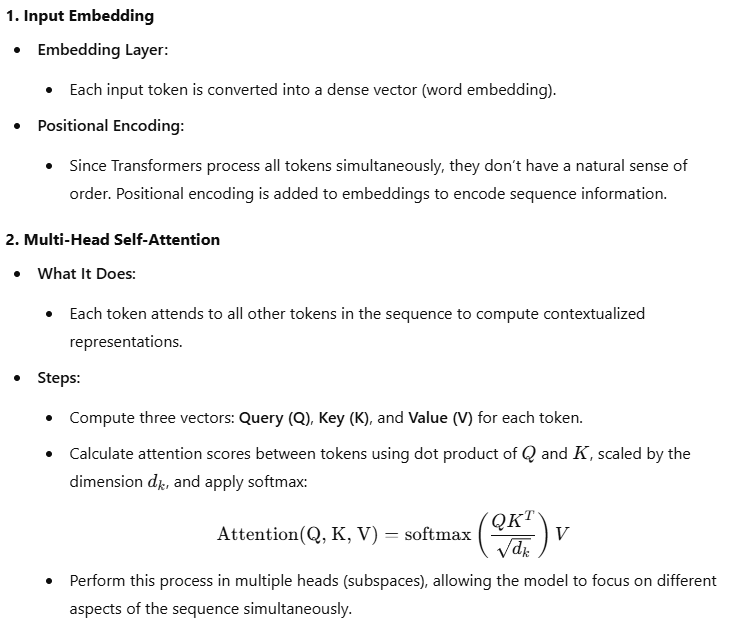 1. Input Embedding
• Embedding Layer:
• Each input token is converted into a dense vector (word embedding).
• Positional Encoding:
• Since Transformers process all tokens simultaneously, they don't have a natural sense of
order. Positional encoding is added to embeddings to encode sequence information.
2. Multi-Head Self-Attention
• What It Does:
• Each token attends to all other tokens in the sequence to compute contextualized
representations.
• Steps:
• Compute three vectors: Query (Q), Key (K), and Value (V) for each token.
• Calculate attention scores between tokens using dot product of Q and K, scaled by the
dimension d_k, and apply softmax:
Attention(Q, K, V) = softmax(QK^T / √d_k) V
• Perform this process in multiple heads (subspaces), allowing the model to focus on different
aspects of the sequence simultaneously.